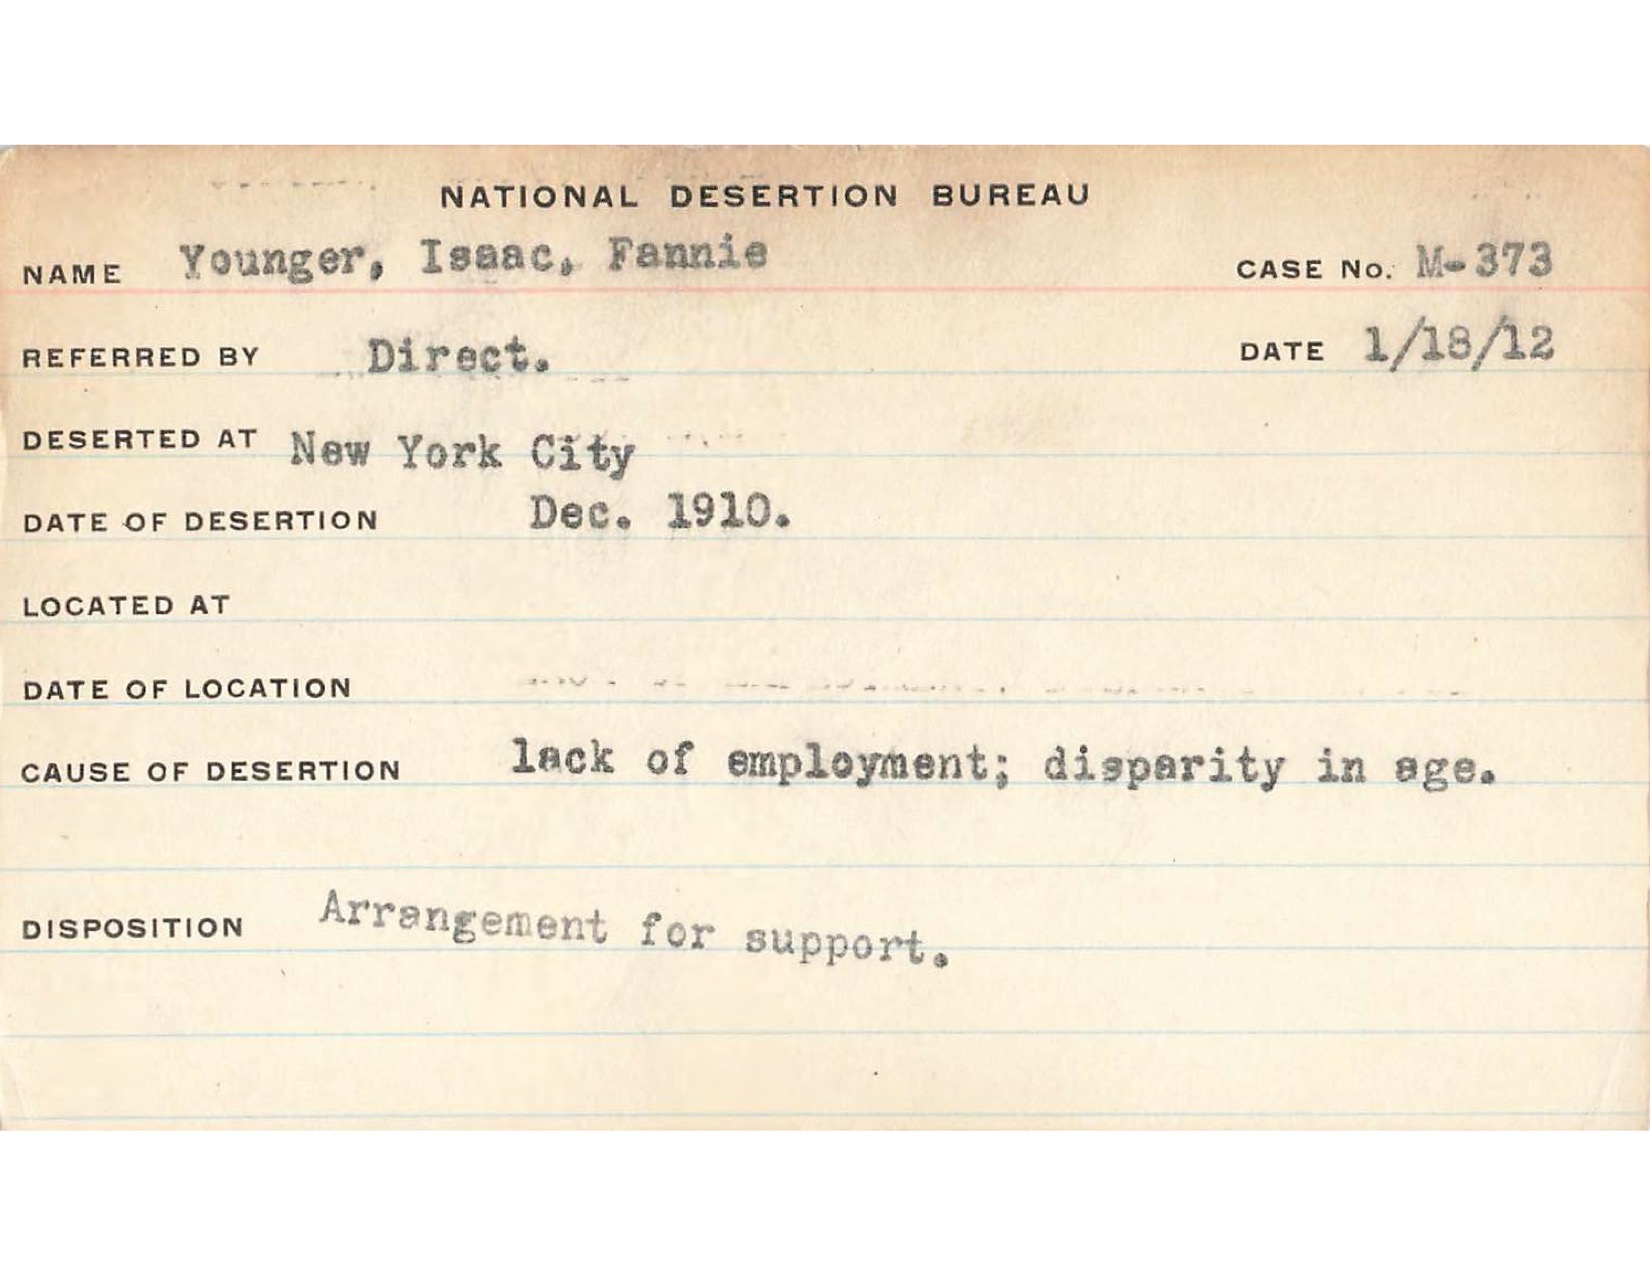 NATIONAL DESERTION BUREAU
NAME Younger, Isaac, Fannie CASE No. M-373
REFERRED BY Direct. DATE 1/18/12
DESERTED AT New York City
DATE OF DESERTION Dec. 1910.
LOCATED AT
DATE OF LOCATION
CAUSE OF DESERTION lack of employment; disparity in age.
DISPOSITION Arrangement for support.